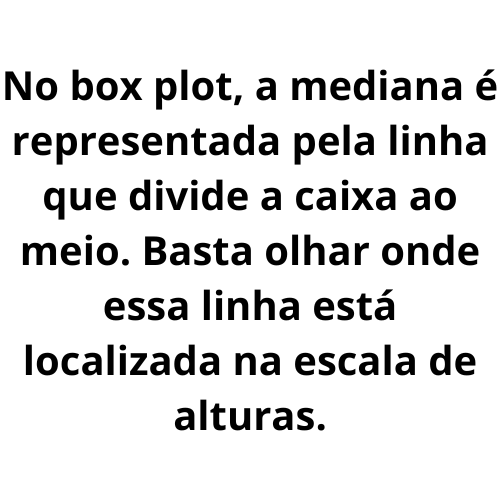 No box plot, a mediana é
representada pela linha
que divide a caixa ao
meio. Basta olhar onde
essa linha está
localizada na escala de
alturas.